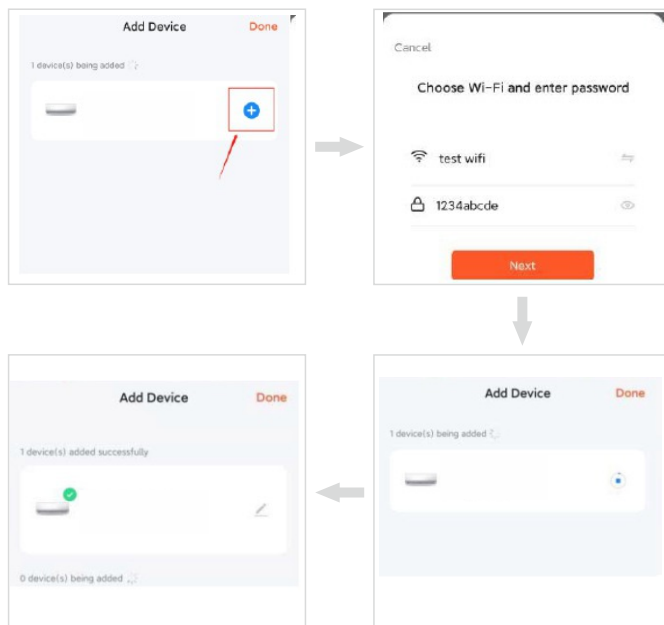 Add Device Done
1 device(s) being added
Cancel
Choose Wi-Fi and enter password
test wifi
1234abcde
Next
Add Device Done
1 device(s) being added
Add Device Done
1 device(s) added successfully
0 device(s) being added